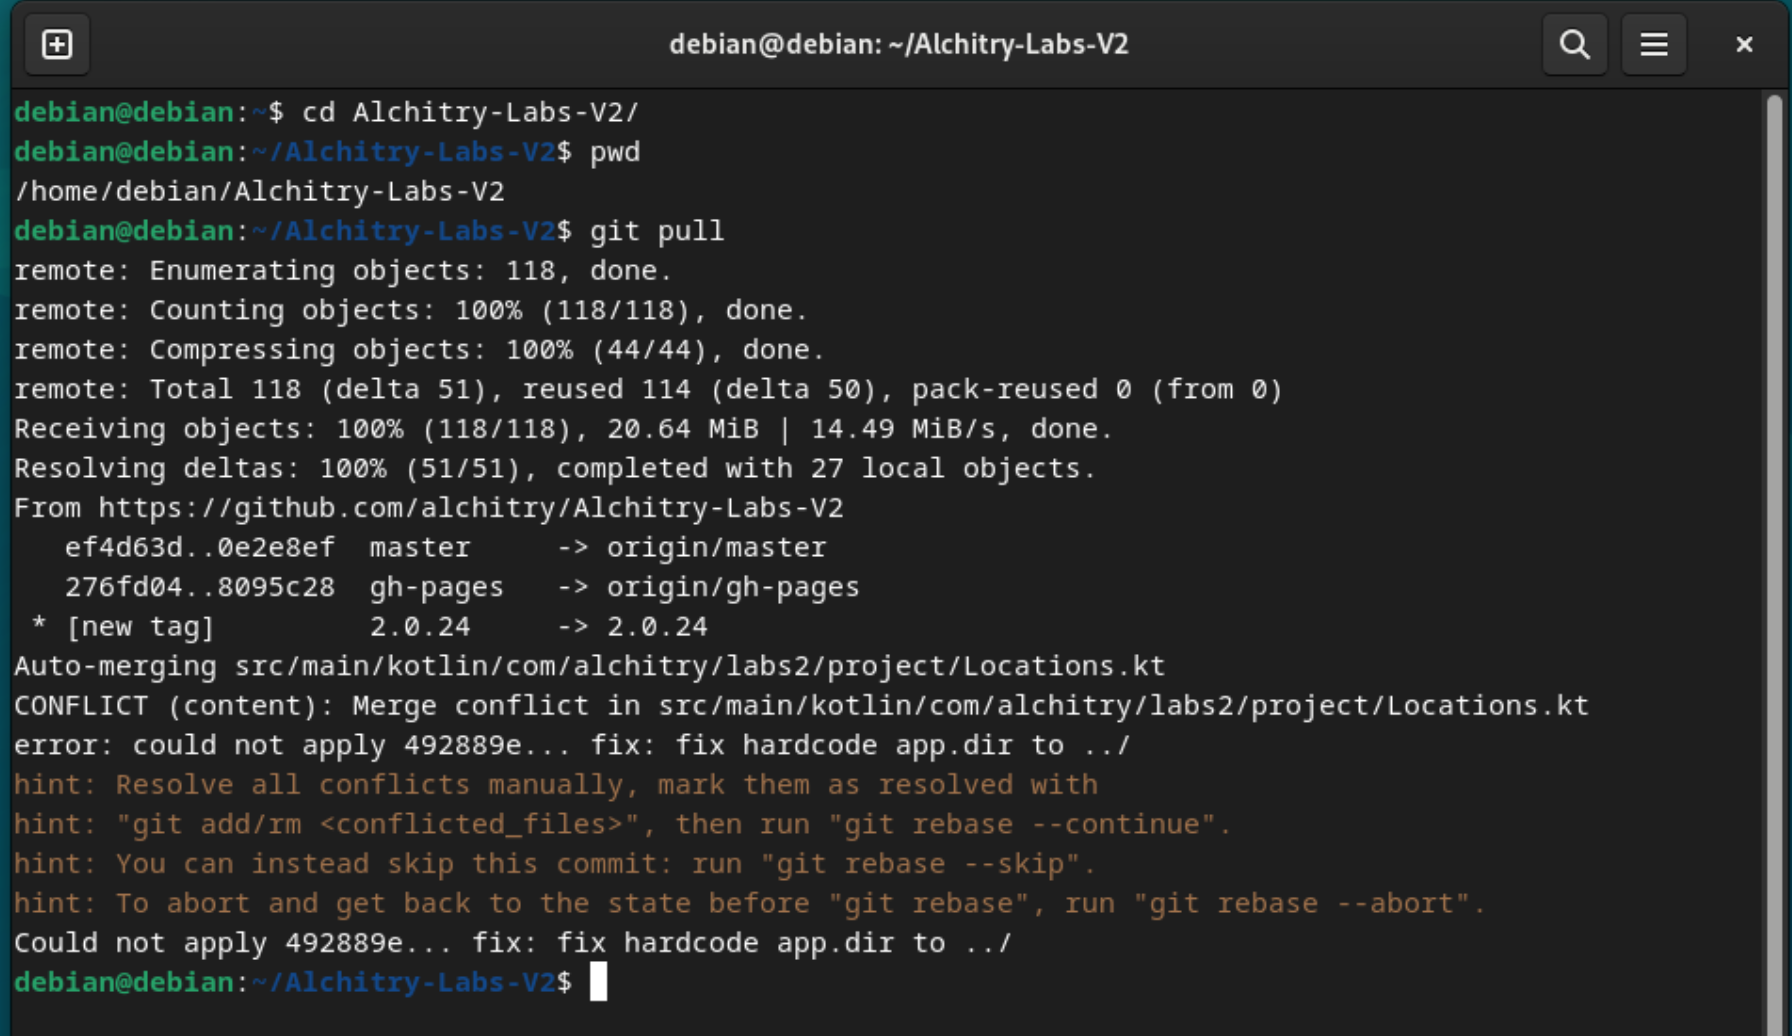 debian@debian: ~/Alchitry-Labs-V2
debian@debian:~$ cd Alchitry-Labs-V2/
debian@debian:~/Alchitry-Labs-V2$ pwd
/home/debian/Alchitry-Labs-V2
debian@debian:~/Alchitry-Labs-V2$ git pull
remote: Enumerating objects: 118, done.
remote: Counting objects: 100% (118/118), done.
remote: Compressing objects: 100% (44/44), done.
remote: Total 118 (delta 51), reused 114 (delta 50), pack-reused 0 (from 0)
Receiving objects: 100% (118/118), 20.64 MiB | 14.49 MiB/s, done.
Resolving deltas: 100% (51/51), completed with 27 local objects.
From https://github.com/alchitry/Alchitry-Labs-V2
   ef4d63d..0e2e8ef  master     -> origin/master
   276fd04..8095c28  gh-pages   -> origin/gh-pages
 * [new tag]         2.0.24     -> 2.0.24
Auto-merging src/main/kotlin/com/alchitry/labs2/project/Locations.kt
CONFLICT (content): Merge conflict in src/main/kotlin/com/alchitry/labs2/project/Locations.kt
error: could not apply 492889e... fix: fix hardcode app.dir to ../
hint: Resolve all conflicts manually, mark them as resolved with
hint: "git add/rm <conflicted_files>", then run "git rebase --continue".
hint: You can instead skip this commit: run "git rebase --skip".
hint: To abort and get back to the state before "git rebase", run "git rebase --abort".
Could not apply 492889e... fix: fix hardcode app.dir to ../
debian@debian:~/Alchitry-Labs-V2$